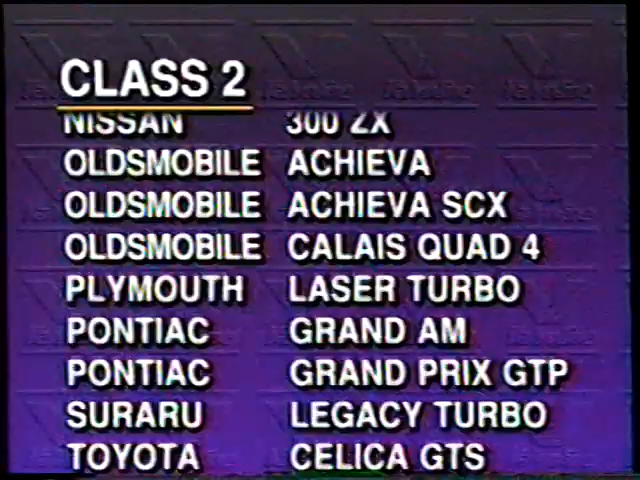 CLASS 2
NISSAN 300 ZX
OLDSMOBILE ACHIEVA
OLDSMOBILE ACHIEVA SCX
OLDSMOBILE CALAIS QUAD 4
PLYMOUTH LASER TURBO
PONTIAC GRAND AM
PONTIAC GRAND PRIX GTP
SURARU LEGACY TURBO
TOYOTA CELICA GTS